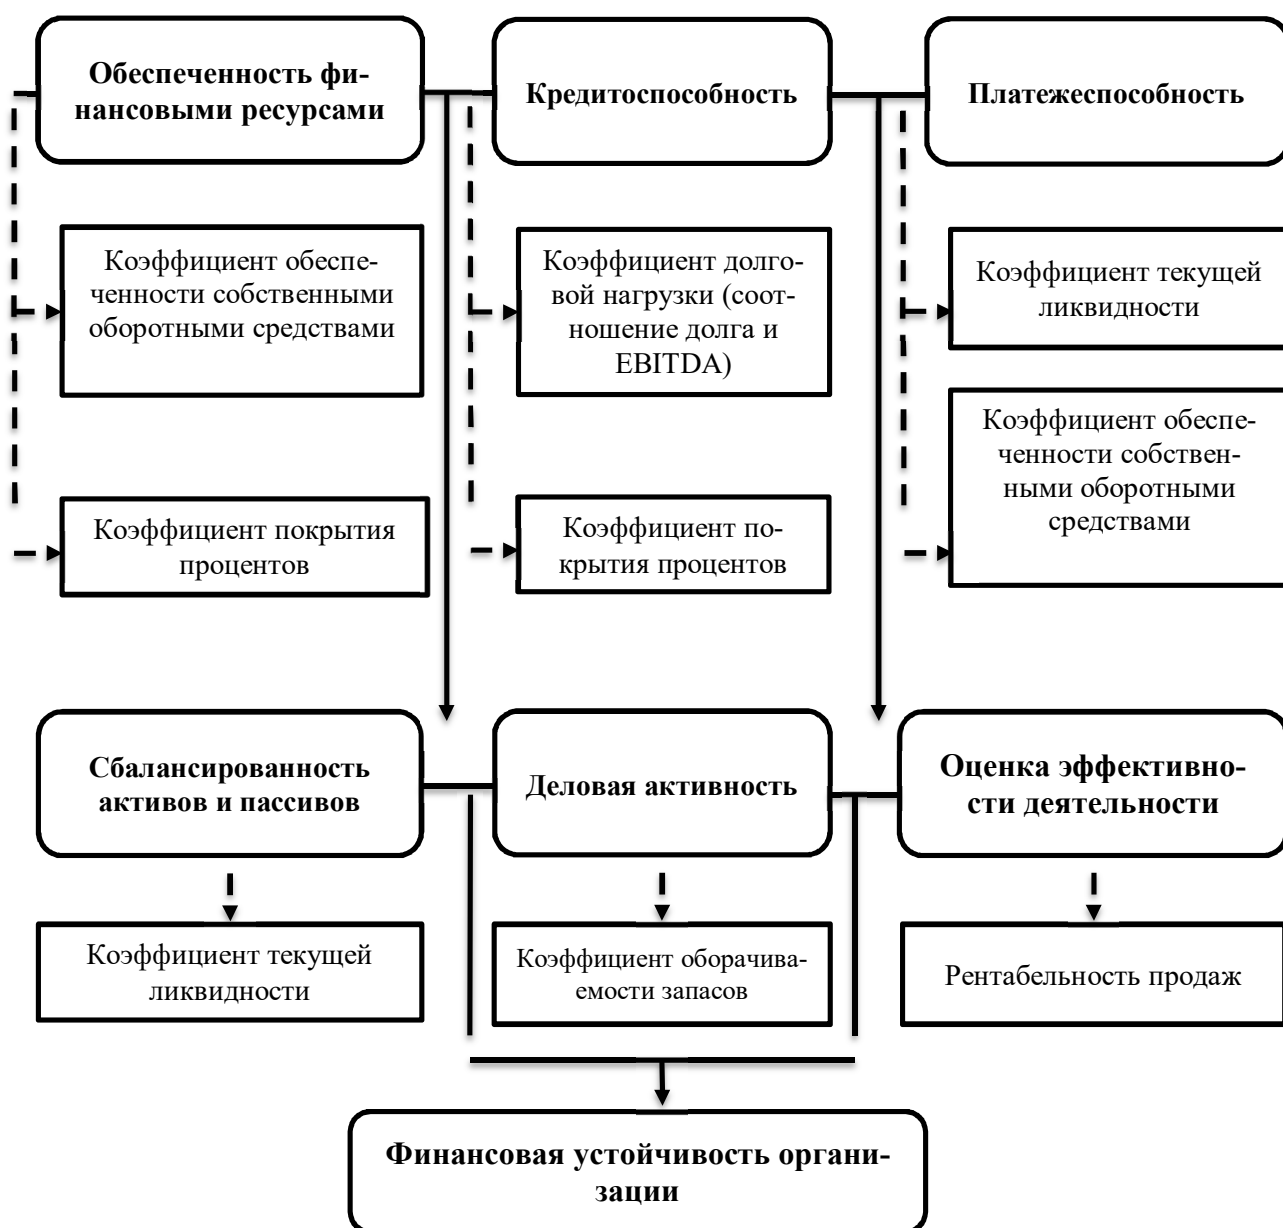 Обеспеченность фи-
нансовыми ресурсами
Кредитоспособность
Платежеспособность
Коэффициент обеспе-
ченности собственными
оборотными средствами
Коэффициент долго-
вой нагрузки (соот-
ношение долга и
EBITDA)
Коэффициент текущей
ликвидности
Коэффициент обеспе-
ченности собствен-
ными оборотными
средствами
Коэффициент покрытия
процентов
Коэффициент по-
крытия процентов
Сбалансированность
активов и пассивов
Деловая активность
Оценка эффективно-
сти деятельности
Коэффициент текущей
ликвидности
Коэффициент оборачива-
емости запасов
Рентабельность продаж
Финансовая устойчивость органи-
зации